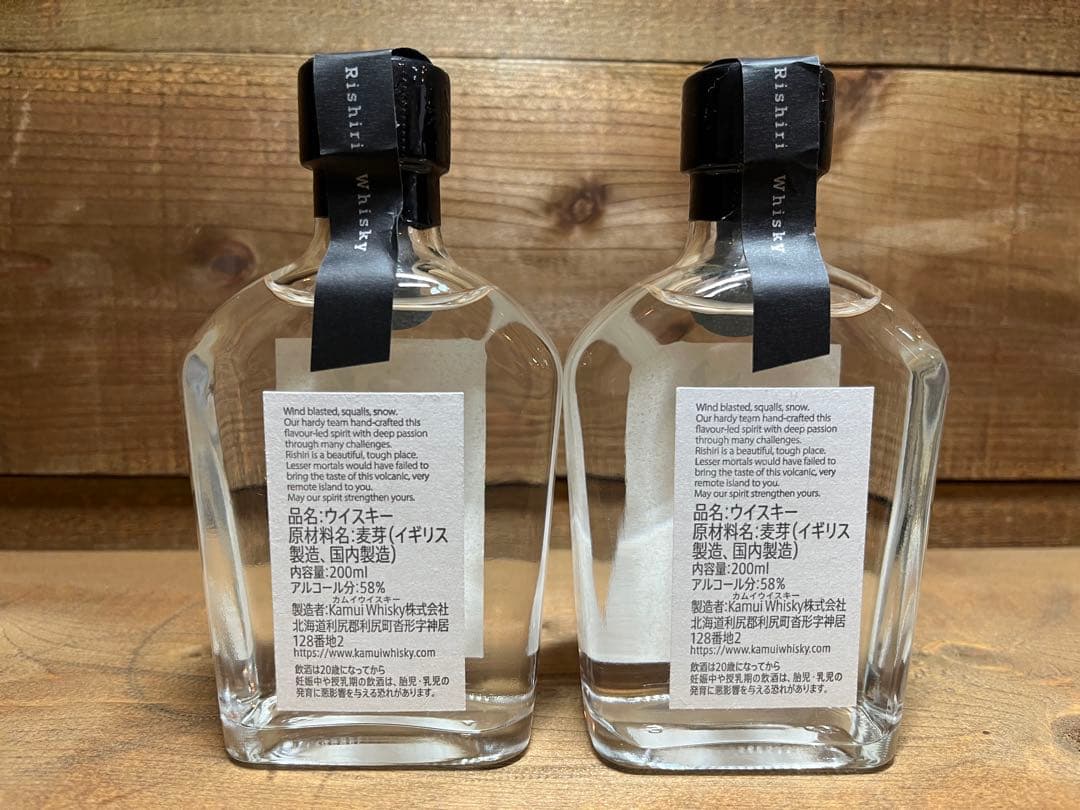 Rishiri Whisky
Wind blasted, squalls, snow.
Our hardy team hand-crafted this
flavour-led spirit with deep passion
through many challenges.
Rishiri is a beautiful, tough place.
Lesser mortals would have failed to
bring the taste of this volcanic, very
remote island to you.
May our spirit strengthen yours.
品名:ウイスキー
原材料名:麦芽(イギリス
製造、国内製造)
内容量:200ml
アルコール分:58%
カムイウイスキー
製造者:Kamui Whisky株式会社
北海道利尻郡利尻町沓形字神居
128番地2
https://www.kamuiwhisky.com
飲酒は20歳になってから
妊娠中や授乳期の飲酒は、胎児・乳児の
発育に悪影響を与える恐れがあります。
Rishiri Whisky
Wind blasted, squalls, snow.
Our hardy team hand-crafted this
flavour-led spirit with deep passion
through many challenges.
Rishiri is a beautiful, tough place.
Lesser mortals would have failed to
bring the taste of this volcanic, very
remote island to you.
May our spirit strengthen yours.
品名:ウイスキー
原材料名:麦芽(イギリス
製造、国内製造)
内容量:200ml
アルコール分:58%
カムイウイスキー
製造者:Kamui Whisky株式会社
北海道利尻郡利尻町沓形字神居
128番地2
https://www.kamuiwhisky.com
飲酒は20歳になってから
妊娠中や授乳期の飲酒は、胎児・乳児の
発育に悪影響を与える恐れがあります。